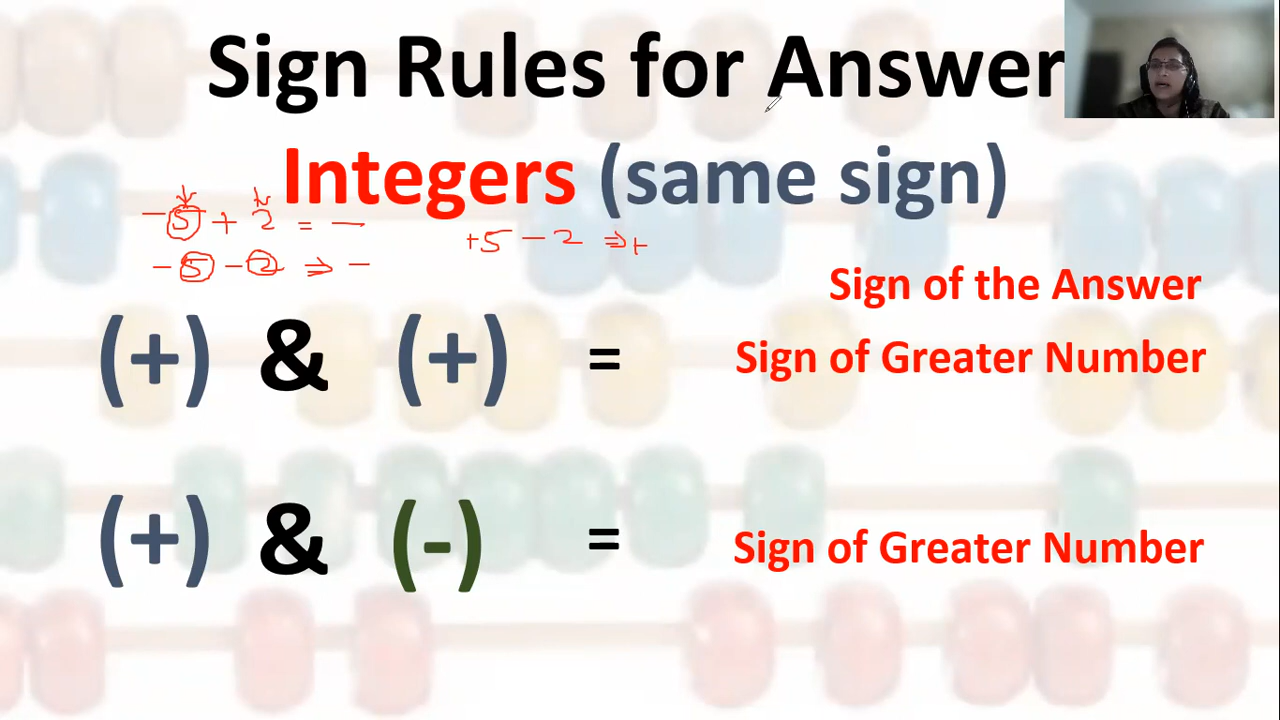 Sign Rules for Answer
Integers (same sign)
-5 + 2 = -
+5 - 2 ⇒ +
-5 - 2 ⇒ -
Sign of the Answer
(+) & (+) = Sign of Greater Number
(+) & (-) = Sign of Greater Number